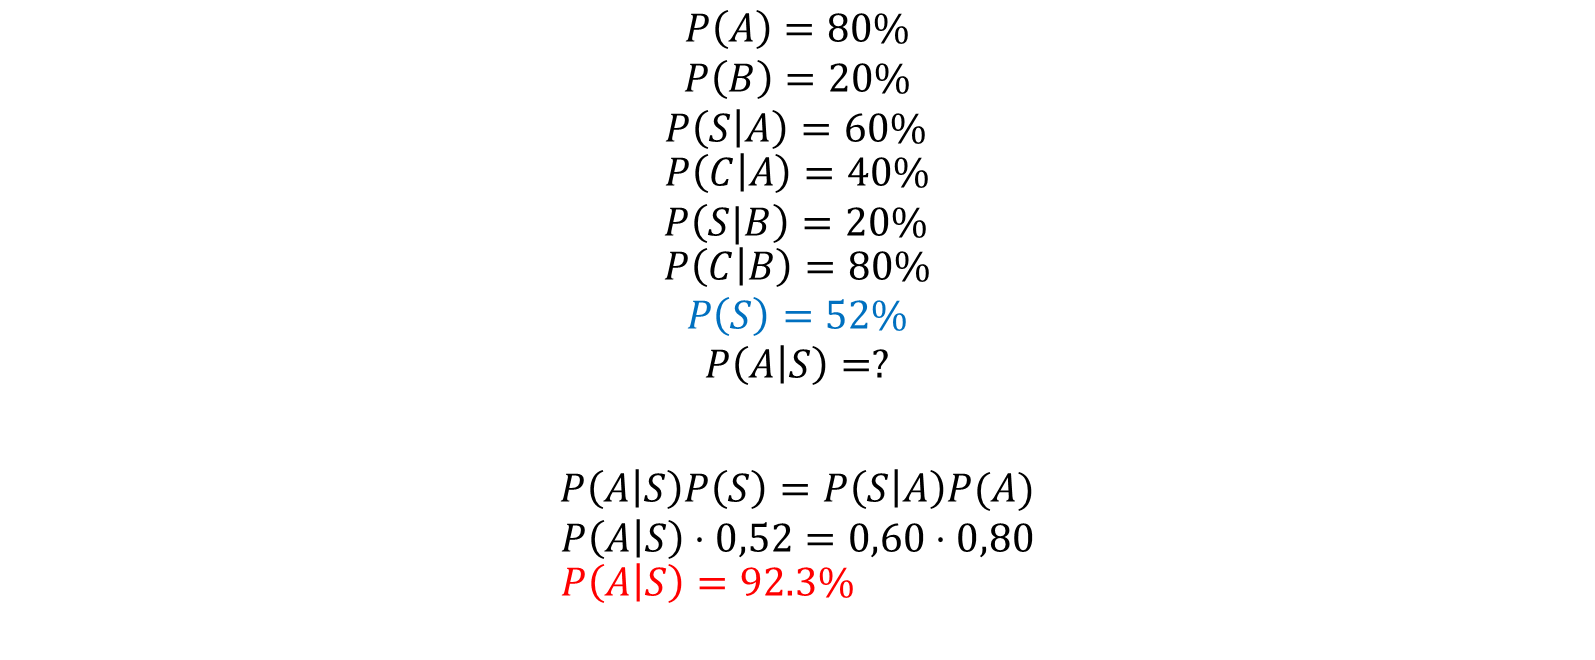 P(A) = 80%
P(B) = 20%
P(S|A) = 60%
P(C|A) = 40%
P(S|B) = 20%
P(C|B) = 80%
P(S) = 52%
P(A|S) =?
P(A|S)P(S) = P(S|A)P(A)
P(A|S) · 0,52 = 0,60 · 0,80
P(A|S) = 92.3%